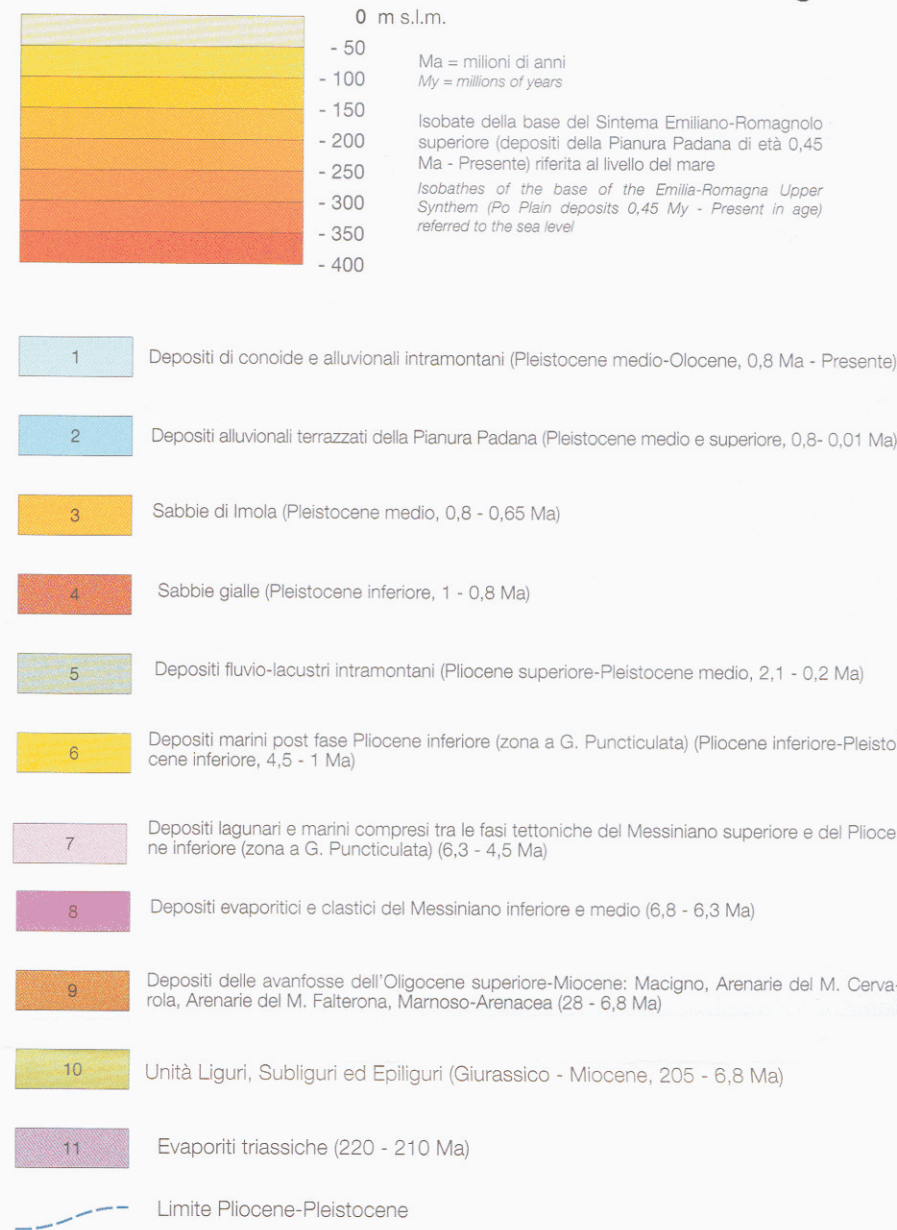 0 m s.l.m.
- 50
- 100
- 150
- 200
- 250
- 300
- 350
- 400
Ma = milioni di anni
My = millions of years
Isobate della base del Sintema Emiliano-Romagnolo
superiore (depositi della Pianura Padana di età 0,45
Ma - Presente) riferita al livello del mare
Isobathes of the base of the Emilia-Romagna Upper
Synthem (Po Plain deposits 0,45 My - Present in age)
referred to the sea level
1 Depositi di conoide e alluvionali intramontani (Pleistocene medio-Olocene, 0,8 Ma - Presente)
2 Depositi alluvionali terrazzati della Pianura Padana (Pleistocene medio e superiore, 0,8- 0,01 Ma)
3 Sabbie di Imola (Pleistocene medio, 0,8 - 0,65 Ma)
4 Sabbie gialle (Pleistocene inferiore, 1 - 0,8 Ma)
5 Depositi fluvio-lacustri intramontani (Pliocene superiore-Pleistocene medio, 2,1 - 0,2 Ma)
6 Depositi marini post fase Pliocene inferiore (zona a G. Puncticulata) (Pliocene inferiore-Pleisto
cene inferiore, 4,5 - 1 Ma)
7 Depositi lagunari e marini compresi tra le fasi tettoniche del Messiniano superiore e del Plioce-
ne inferiore (zona a G. Puncticulata) (6,3 - 4,5 Ma)
8 Depositi evaporitici e clastici del Messiniano inferiore e medio (6,8 - 6,3 Ma)
9 Depositi delle avanfosse dell'Oligocene superiore-Miocene: Macigno, Arenarie del M. Cerva-
rola, Arenarie del M. Falterona, Marnoso-Arenacea (28 - 6,8 Ma)
10 Unità Liguri, Subliguri ed Epiliguri (Giurassico - Miocene, 205 - 6,8 Ma)
11 Evaporiti triassiche (220 - 210 Ma)
Limite Pliocene-Pleistocene